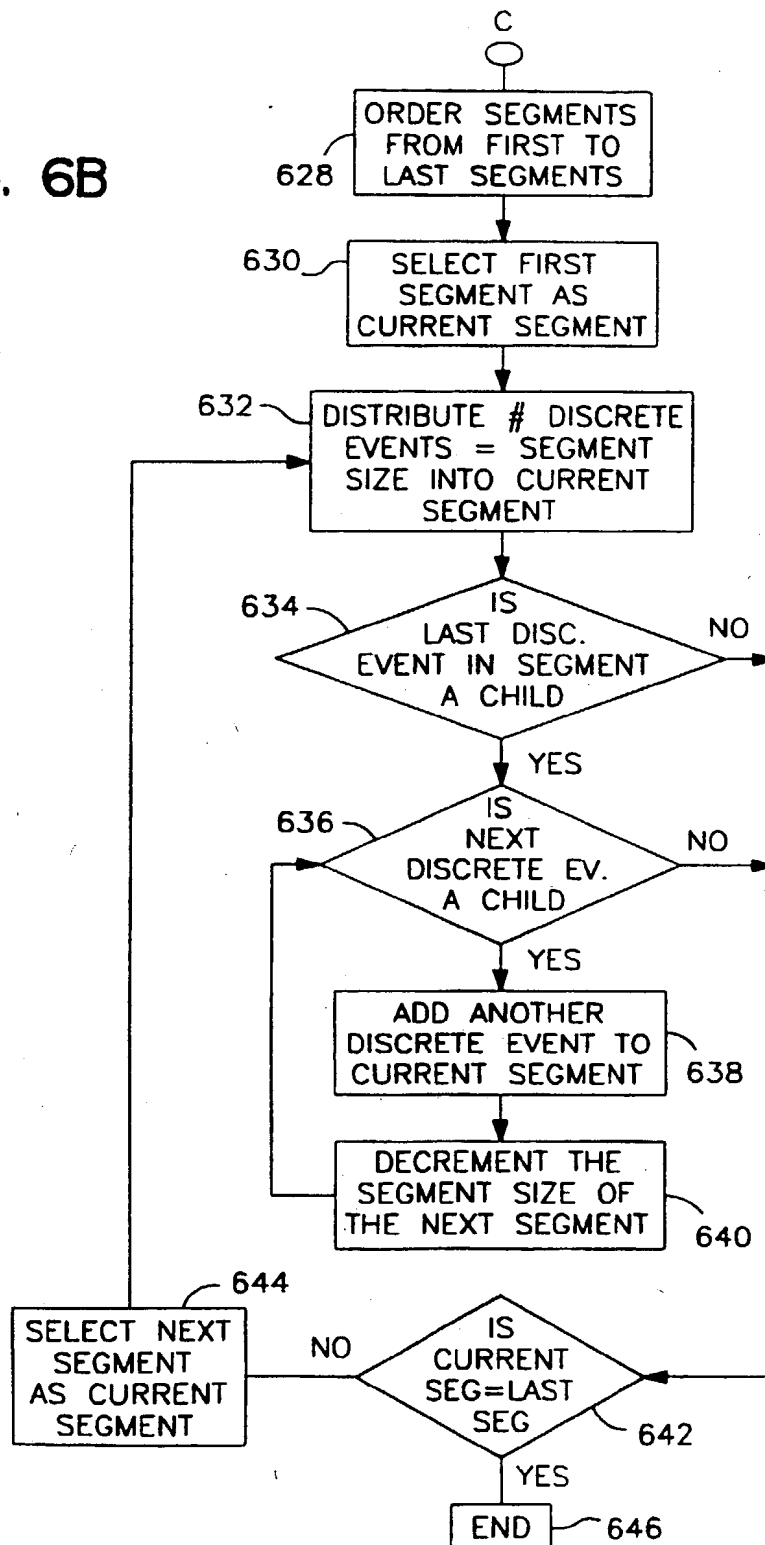 C
ORDER SEGMENTS
FROM FIRST TO
LAST SEGMENTS
628
. 6B
630
SELECT FIRST
SEGMENT AS
CURRENT SEGMENT
632
DISTRIBUTE # DISCRETE
EVENTS = SEGMENT
SIZE INTO CURRENT
SEGMENT
634
IS
LAST DISC.
EVENT IN SEGMENT
A CHILD
NO
YES
636
IS
NEXT
DISCRETE EV.
A CHILD
NO
YES
ADD ANOTHER
DISCRETE EVENT TO
CURRENT SEGMENT
638
DECREMENT THE
SEGMENT SIZE OF
THE NEXT SEGMENT
640
644
SELECT NEXT
SEGMENT
AS CURRENT
SEGMENT
NO
IS
CURRENT
SEG=LAST
SEG
642
YES
END
646